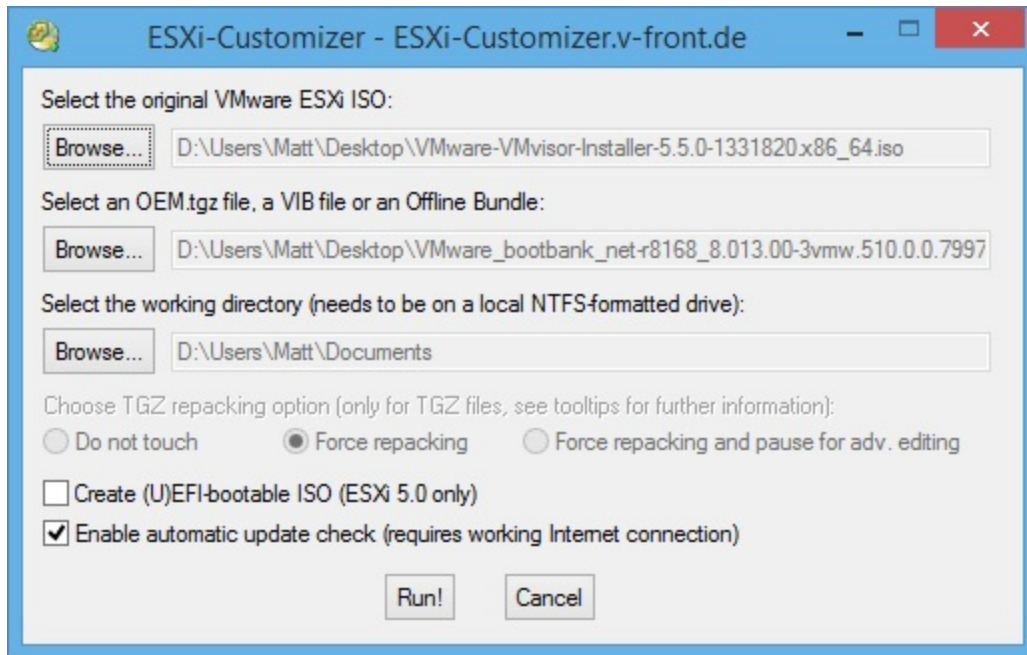 ESXi-Customizer - ESXi-Customizer.v-front.de
Select the original VMware ESXi ISO:
Browse... D:\Users\Matt\Desktop\VMware-VMvisor-Installer-5.5.0-1331820.x86_64.iso
Select an OEM.tgz file, a VIB file or an Offline Bundle:
Browse... D:\Users\Matt\Desktop\VMware_bootbank_net-r8168_8.013.00-3vmw.510.0.0.7997
Select the working directory (needs to be on a local NTFS-formatted drive):
Browse... D:\Users\Matt\Documents
Choose TGZ repacking option (only for TGZ files, see tooltips for further information):
Do not touch Force repacking Force repacking and pause for adv. editing
Create (U)EFI-bootable ISO (ESXi 5.0 only)
Enable automatic update check (requires working Internet connection)
Run! Cancel